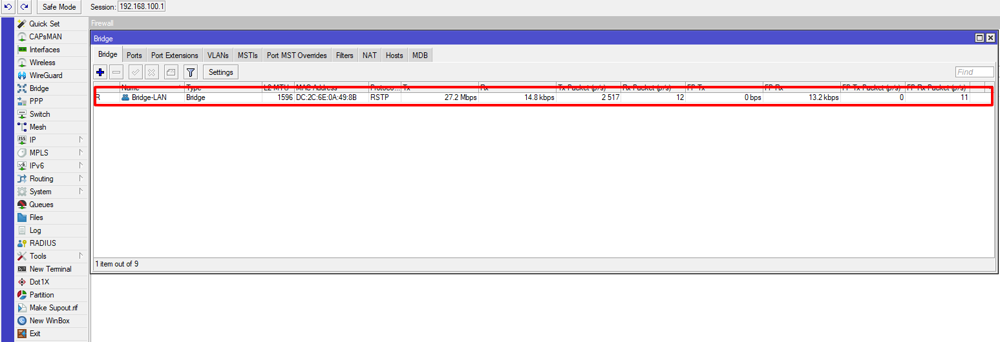 Safe Mode Session: 192.168.100.1
Quick Set
CAPsMAN
Interfaces
Wireless
WireGuard
Bridge
PPP
Switch
Mesh
IP
MPLS
IPv6
Routing
System
Queues
Files
Log
RADIUS
Tools
New Terminal
Dot1X
Partition
Make Supout.rif
New WinBox
Exit
Firewall
Bridge
Bridge Ports Port Extensions VLANs MSTIs Port MST Overrides Filters NAT Hosts MDB
Settings Find
Name Type L2 MTU MAC Address Protoco... Tx Rx Tx Packet (p/s) Rx Packet (p/s) FP Tx FP Rx FP Tx Packet (p/s) FP Rx Packet (p/s)
R Bridge-LAN Bridge 1596 DC:2C:6E:0A:49:8B RSTP 27.2 Mbps 14.8 kbps 2 517 12 0 bps 13.2 kbps 0 11
1 item out of 9